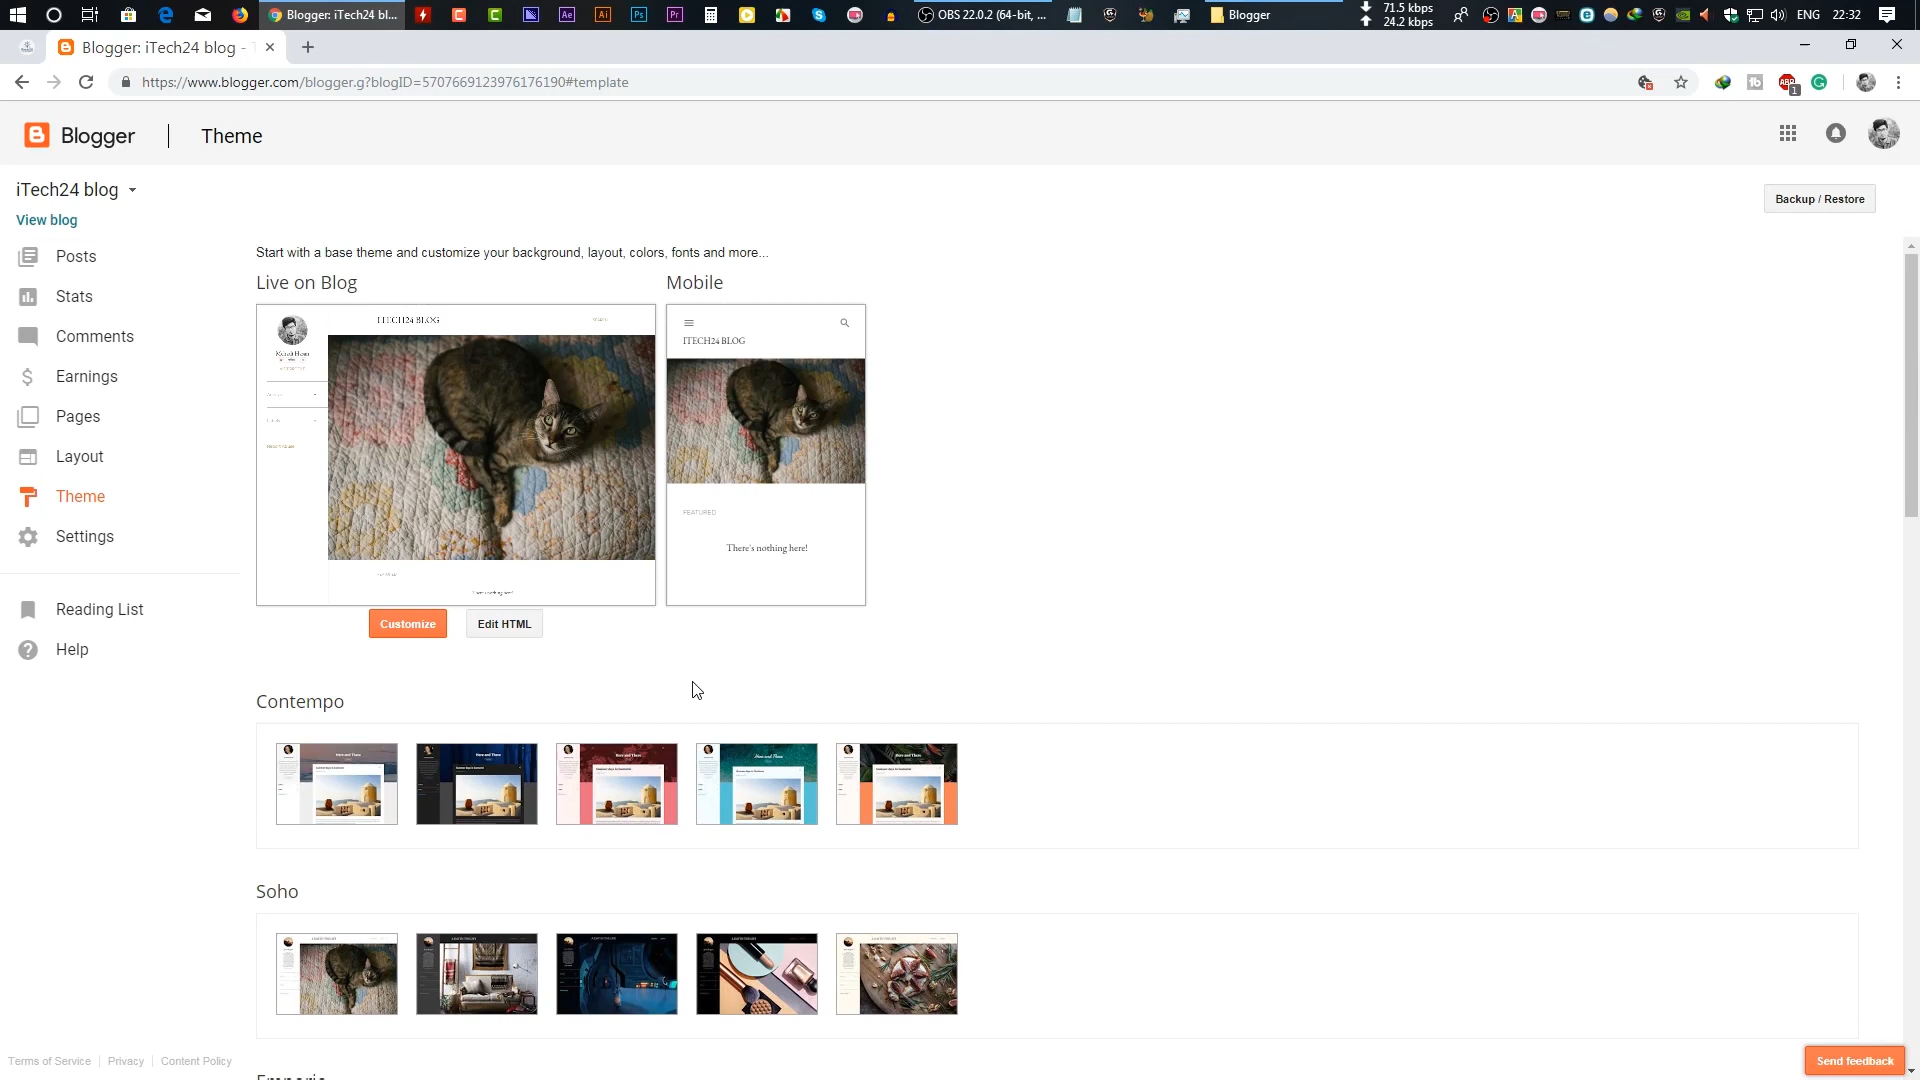 Blogger: iTech24 bl...
OBS 22.0.2 (64-bit, ...
Blogger
71.5 kbps
24.2 kbps
ENG
22:32
Blogger: iTech24 blog -
https://www.blogger.com/blogger.g?blogID=5707669123976176190#template
Blogger
Theme
iTech24 blog
View blog
Backup / Restore
Posts
Stats
Comments
Earnings
Pages
Layout
Theme
Settings
Reading List
Help
Start with a base theme and customize your background, layout, colors, fonts and more...
Live on Blog
Mobile
ITECH24 BLOG
SEARCH
ITECH24 BLOG
FEATURED
There's nothing here!
Customize
Edit HTML
Contempo
Soho
Terms of Service
Privacy
Content Policy
Send feedback